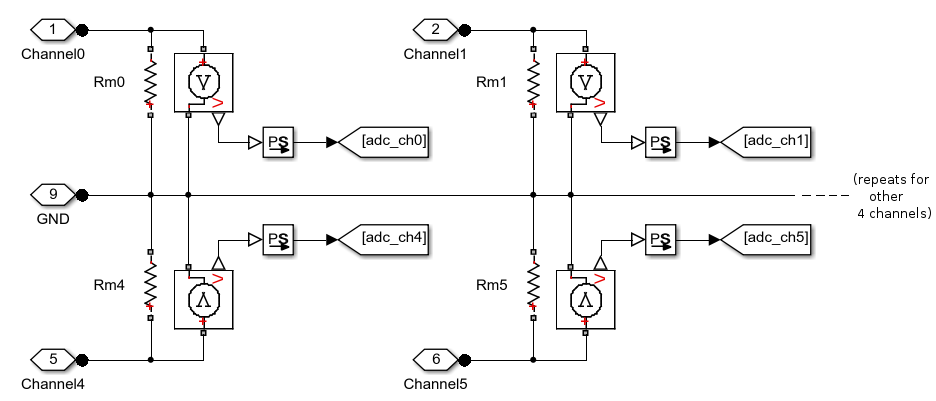 1
Channel0
Rm0
+
V
+
V
PS
[adc_ch0]
2
Channel1
Rm1
+
V
+
V
PS
[adc_ch1]
9
GND
(repeats for
other
4 channels)
PS
[adc_ch4]
Rm4
V
V
+
+
5
Channel4
PS
[adc_ch5]
Rm5
V
V
+
+
6
Channel5